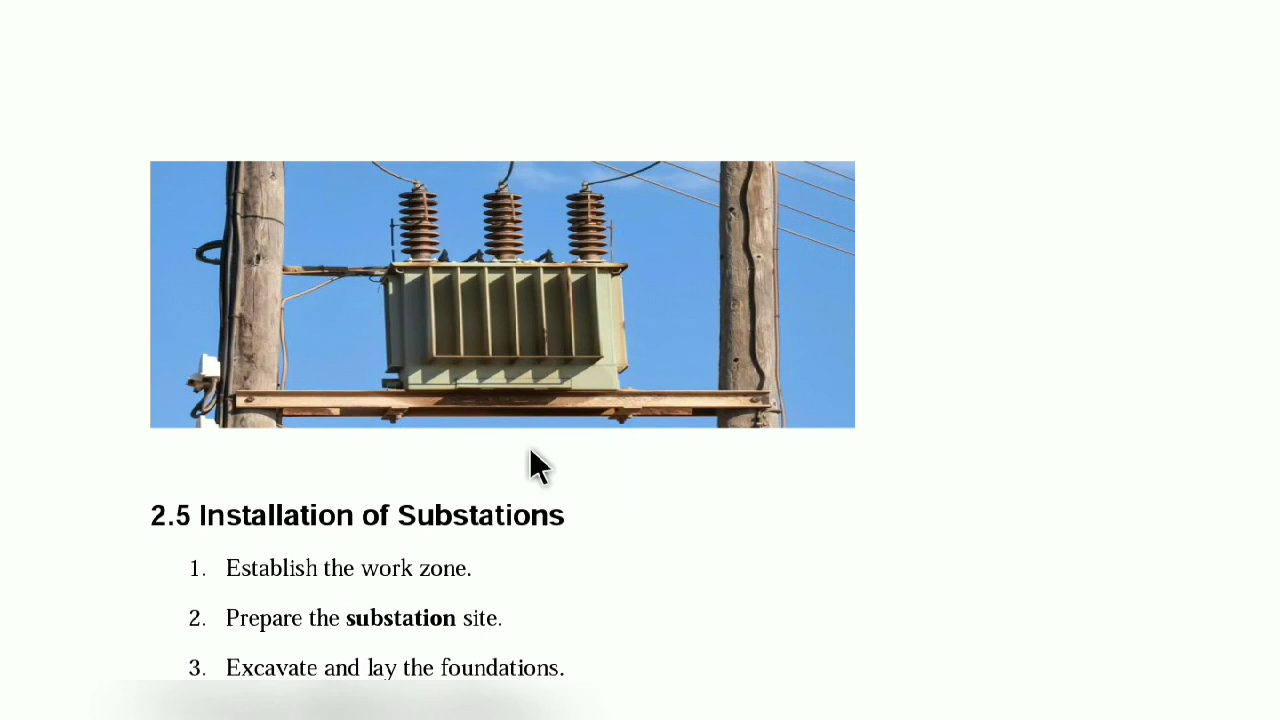 2.5 Installation of Substations
1. Establish the work zone.
2. Prepare the substation site.
3. Excavate and lay the foundations.